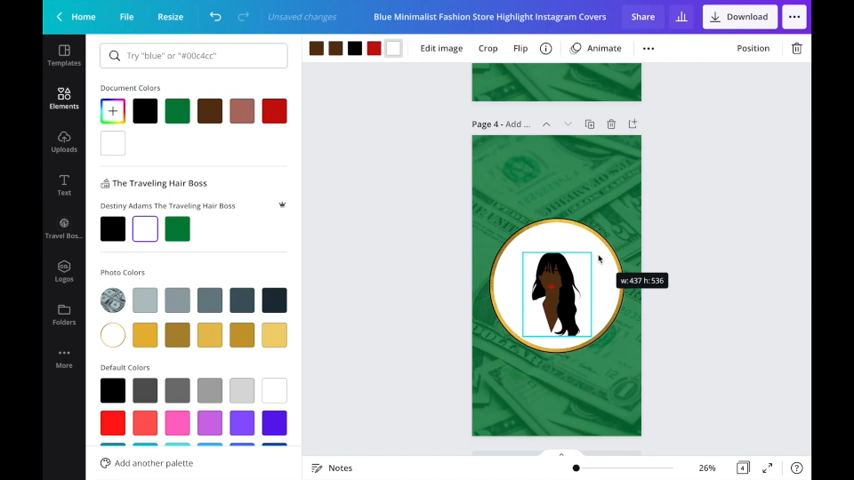 Home
File
Resize
Unsaved changes
Blue Minimalist Fashion Store Highlight Instagram Covers
Share
Download
Templates
Elements
Uploads
Text
Travel Bos...
Logos
Folders
More
Try "blue" or "#00c4cc"
Document Colors
The Traveling Hair Boss
Destiny Adams The Traveling Hair Boss
Photo Colors
Default Colors
Add another palette
Edit image
Crop
Flip
Animate
Position
Page 4 - Add ...
w: 437 h: 536
Notes
26%
4